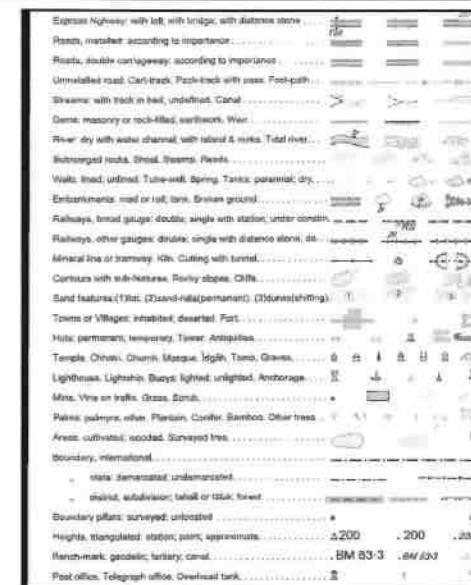 Express highway: with toll; with bridge; with distance stone
Roads, metalled: according to importance
Roads, double carriageway: according to importance
Unmetalled road. Cart-track. Pack-track with pass. Foot-path
Streams: with track in bed; undefined. Canal
Dams: masonry or rock-filled; earthwork. Weir
River: dry with water channel; with island & rocks. Tidal river
Submerged rocks. Shoal. Swamp. Reeds
Wells: lined; unlined. Tube-well. Spring. Tanks: perennial; dry
Embankments: road or rail; tank. Broken ground
Railways, broad gauge: double; single with station; under constrn.
Railways, other gauges: double; single with distance stone; do.
Mineral line or tramway. Kiln. Cutting with tunnel
Contours with sub-features. Rocky slopes. Cliffs
Sand features: (1)flat. (2)sand-hills(permanent). (3)dunes(shifting)
Towns or Villages: inhabited; deserted. Fort
Huts: permanent; temporary. Tower. Antiquities
Temple. Chhatri. Church. Mosque. Idgāh. Tomb. Graves
Lighthouse. Lightship. Buoys: lighted; unlighted. Anchorage
Mine. Vine on trellis. Grass. Scrub
Palms: palmyra; other. Plantain. Conifer. Bamboo. Other trees
Areas: cultivated; wooded. Surveyed tree
Boundary, international
" state: demarcated; undemarcated
" district; subdivision; tahsil or tāluk; forest
Boundary pillars: surveyed; unlocated
Heights, triangulated: station; point; approximate △200 .200 .200
Bench-mark: geodetic; tertiary; canal .BM 63·3 .BM 63·3
Post office. Telegraph office. Overhead tank